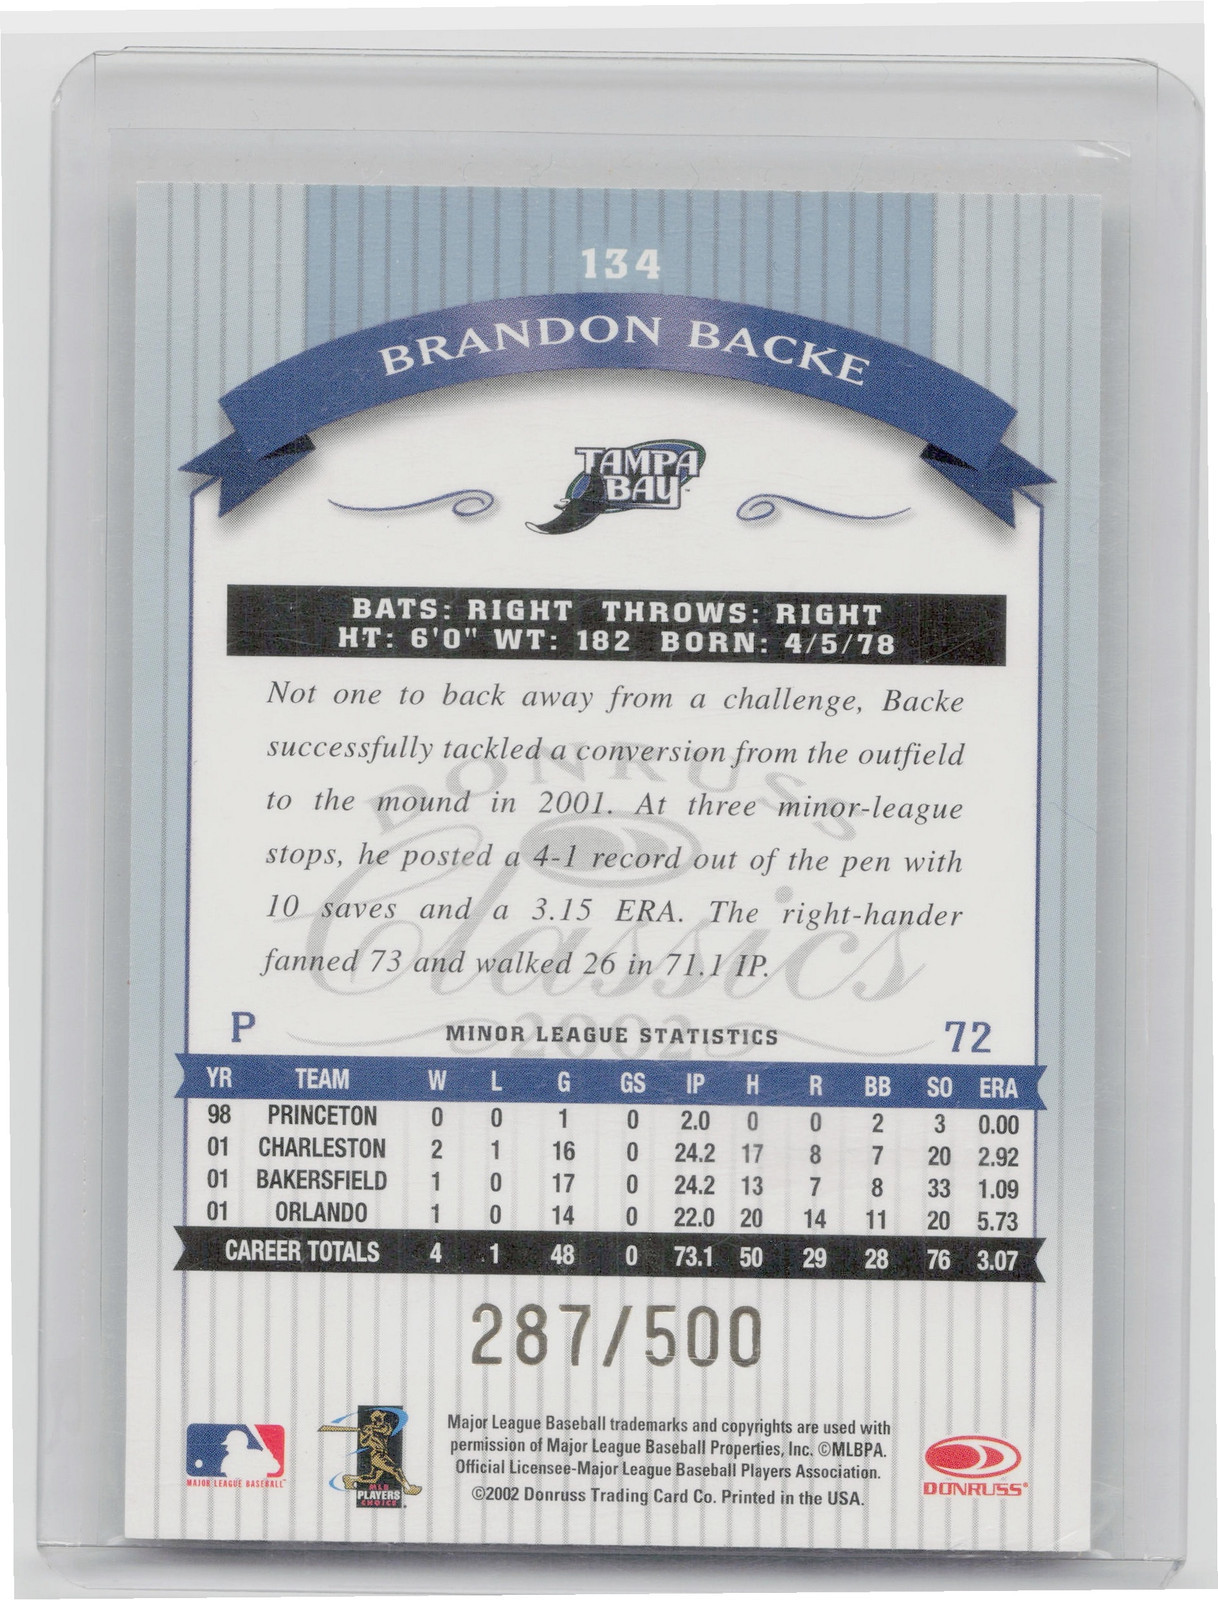 134
BRANDON BACKE
TAMPA
BAY
BATS: RIGHT THROWS: RIGHT
HT: 6'0" WT: 182 BORN: 4/5/78
Not one to back away from a challenge, Backe
successfully tackled a conversion from the outfield
to the mound in 2001. At three minor-league
stops, he posted a 4-1 record out of the pen with
10 saves and a 3.15 ERA. The right-hander
fanned 73 and walked 26 in 71.1 IP.
DONRUSS
Classics
2002
P MINOR LEAGUE STATISTICS 72
YR TEAM W L G GS IP H R BB SO ERA
98 PRINCETON 0 0 1 0 2.0 0 0 2 3 0.00
01 CHARLESTON 2 1 16 0 24.2 17 8 7 20 2.92
01 BAKERSFIELD 1 0 17 0 24.2 13 7 8 33 1.09
01 ORLANDO 1 0 14 0 22.0 20 14 11 20 5.73
CAREER TOTALS 4 1 48 0 73.1 50 29 28 76 3.07
287/500
MAJOR LEAGUE BASEBALL
MLB
PLAYERS
CHOICE
Major League Baseball trademarks and copyrights are used with
permission of Major League Baseball Properties, Inc. ©MLBPA.
Official Licensee-Major League Baseball Players Association.
©2002 Donruss Trading Card Co. Printed in the USA.
DONRUSS®